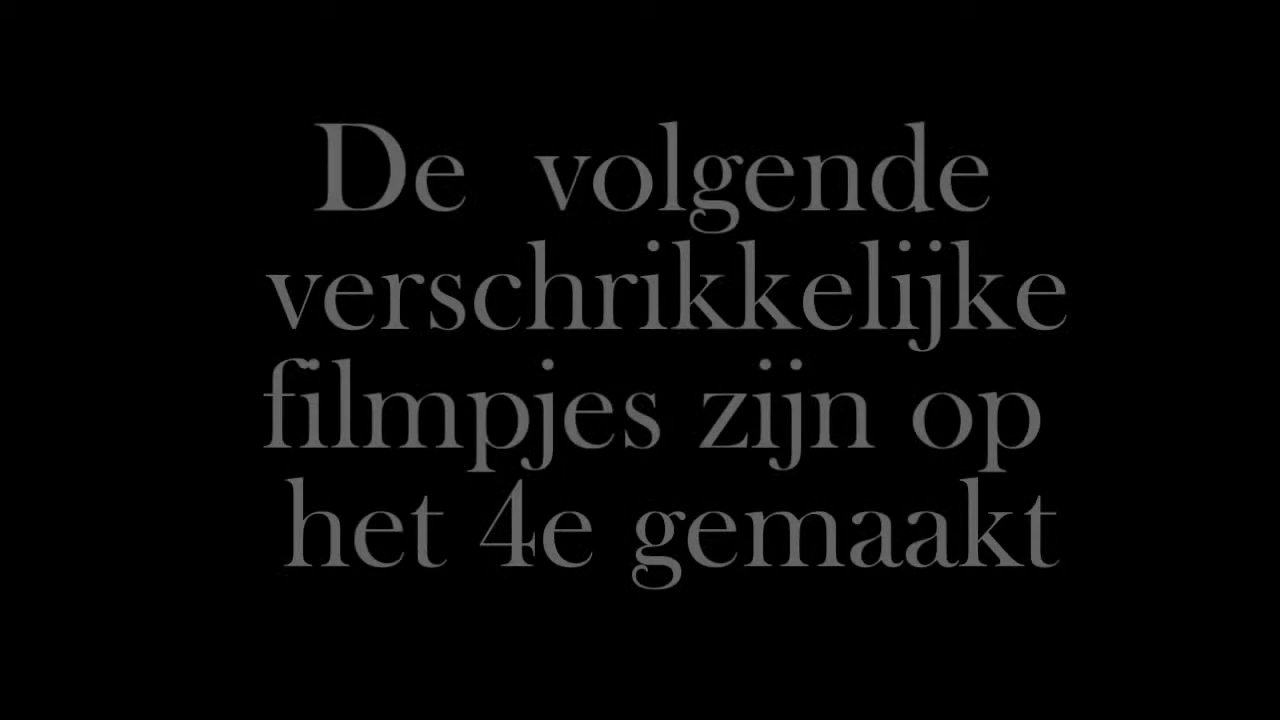 De volgende
verschrikkelijke
filmpjes zijn op
het 4e gemaakt